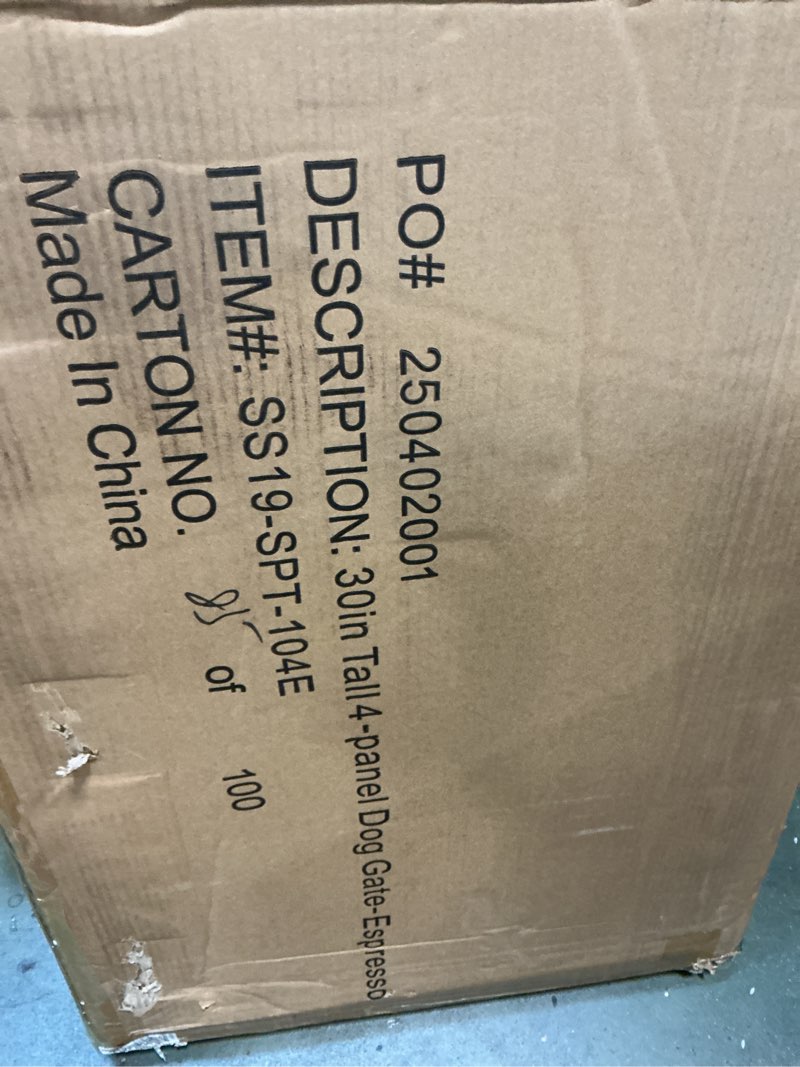 PO# 250402001
DESCRIPTION: 30in Tall 4-panel Dog Gate-Espresso
ITEM#: SS19-SPT-104E
CARTON NO. 85 of 100
Made In China